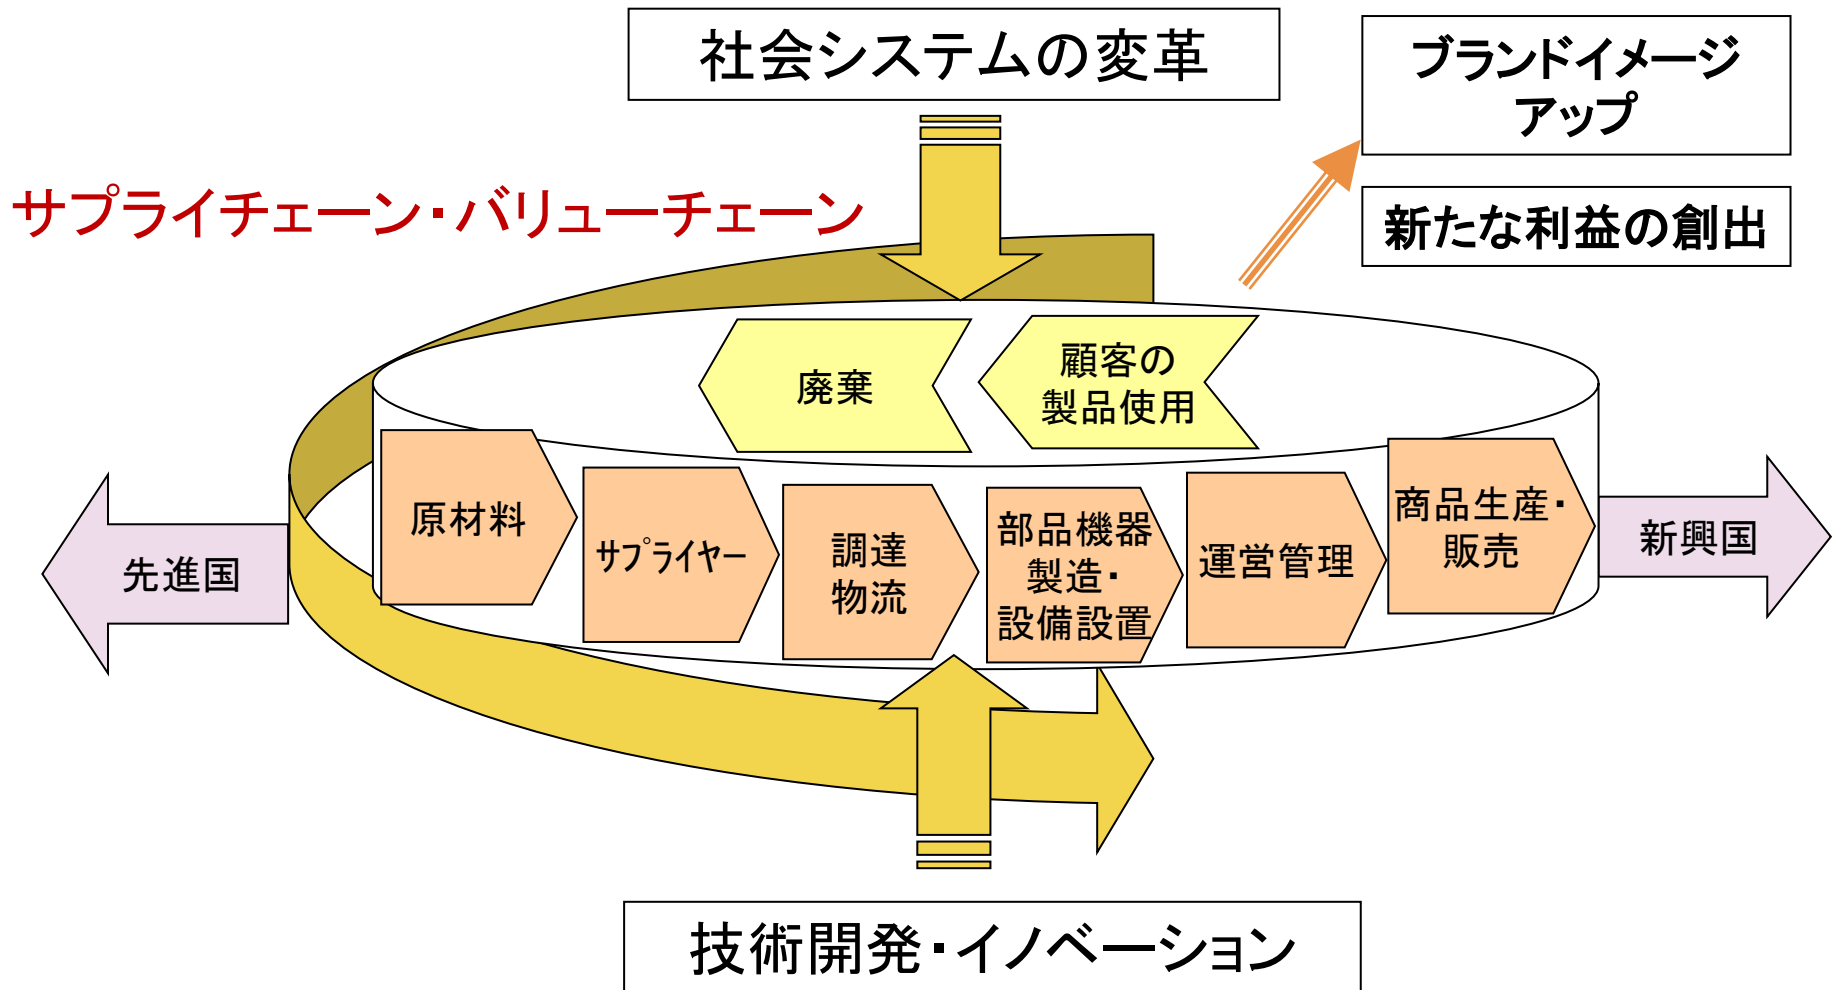 社会システムの変革
ブランドイメージ
アップ
サプライチェーン・バリューチェーン
新たな利益の創出
廃棄
顧客の
製品使用
原材料
サプライヤー
調達
物流
部品機器
製造・
設備設置
運営管理
商品生産・
販売
先進国
新興国
技術開発・イノベーション